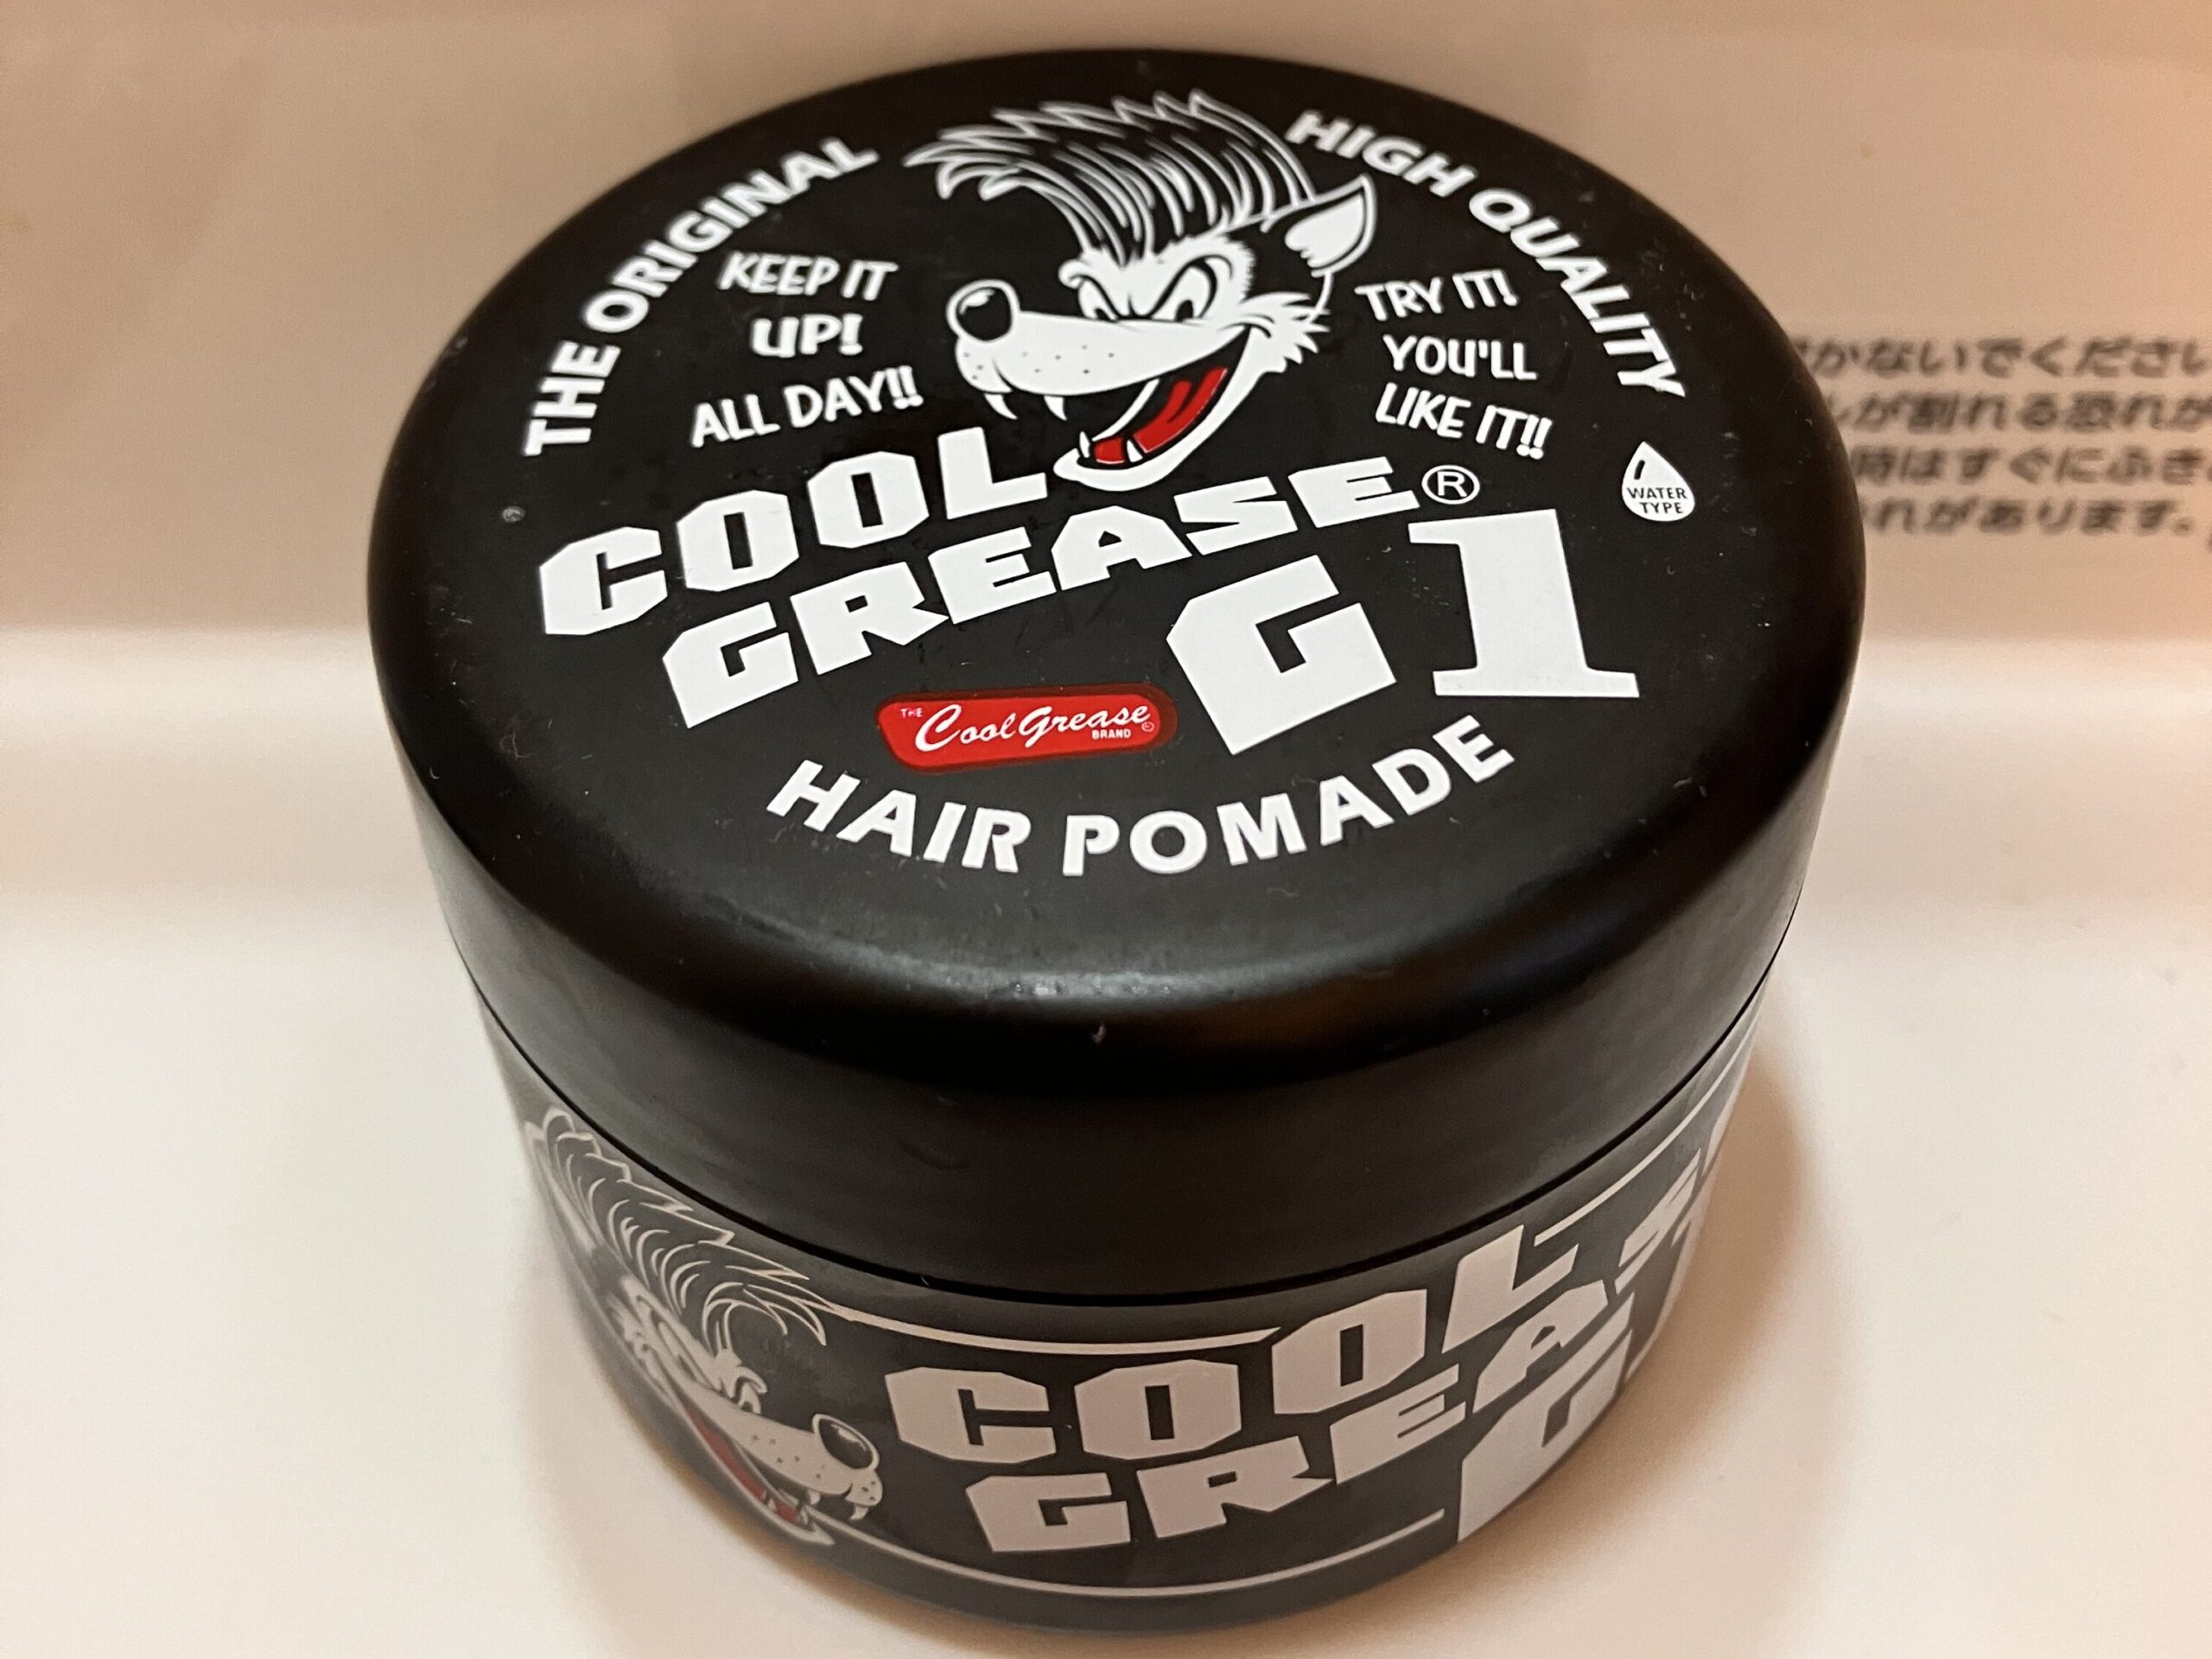 THE ORIGINAL
HIGH QUALITY
KEEP IT
UP!
ALL DAY!!
TRY IT!
YOU'LL
LIKE IT!!
COOL
GREASE®
G1
WATER
TYPE
THE CoolGrease
BRAND
HAIR POMADE
COOL
GREASE
G
かないでください
が割れる恐れが
時はすぐにふき
れがあります。